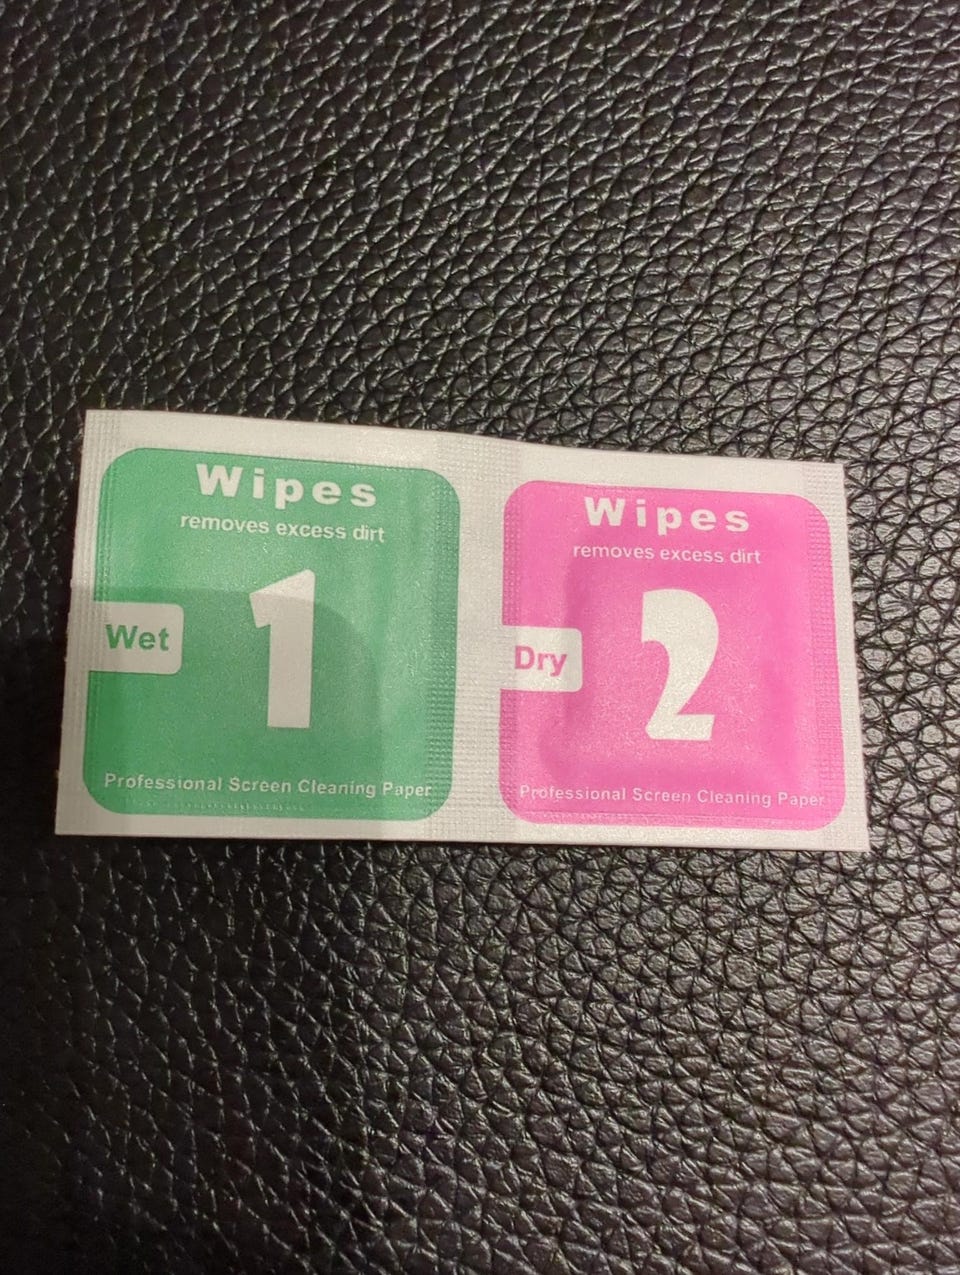 Wipes
removes excess dirt
Wet
1
Professional Screen Cleaning Paper
Wipes
removes excess dirt
Dry
2
Professional Screen Cleaning Paper